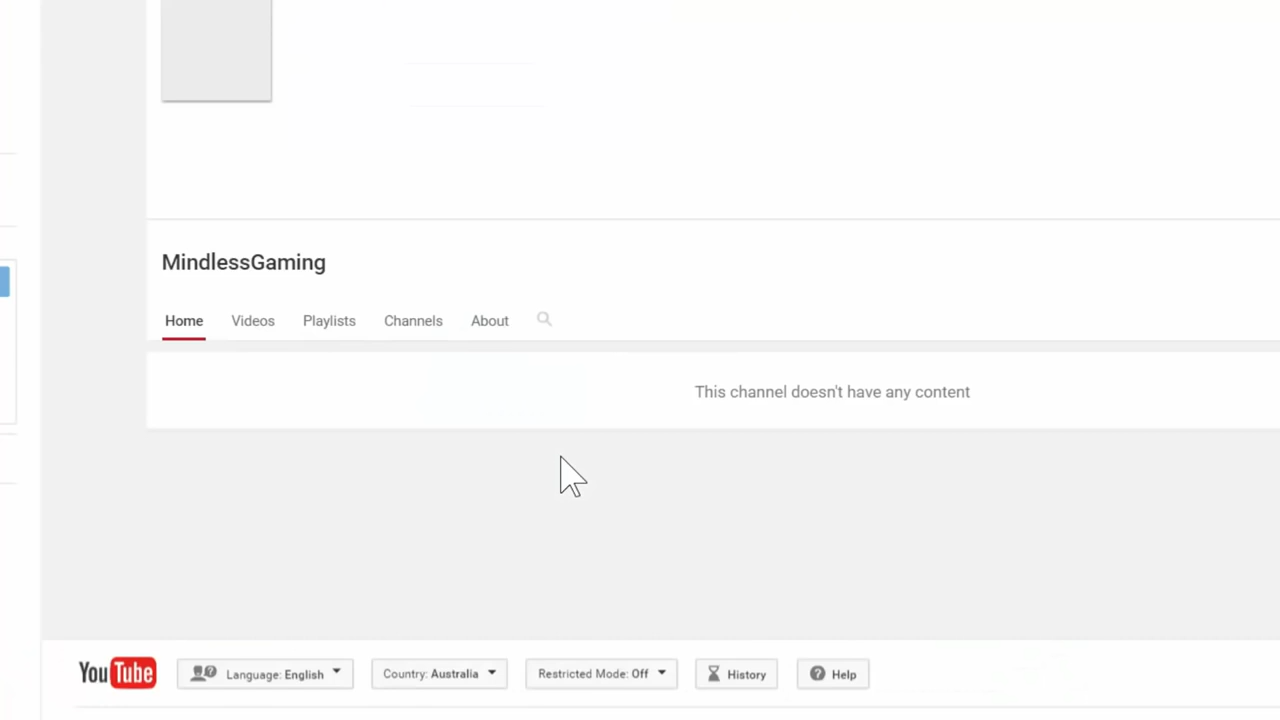 MindlessGaming
Home Videos Playlists Channels About
This channel doesn't have any content
YouTube Language: English Country: Australia Restricted Mode: Off History Help